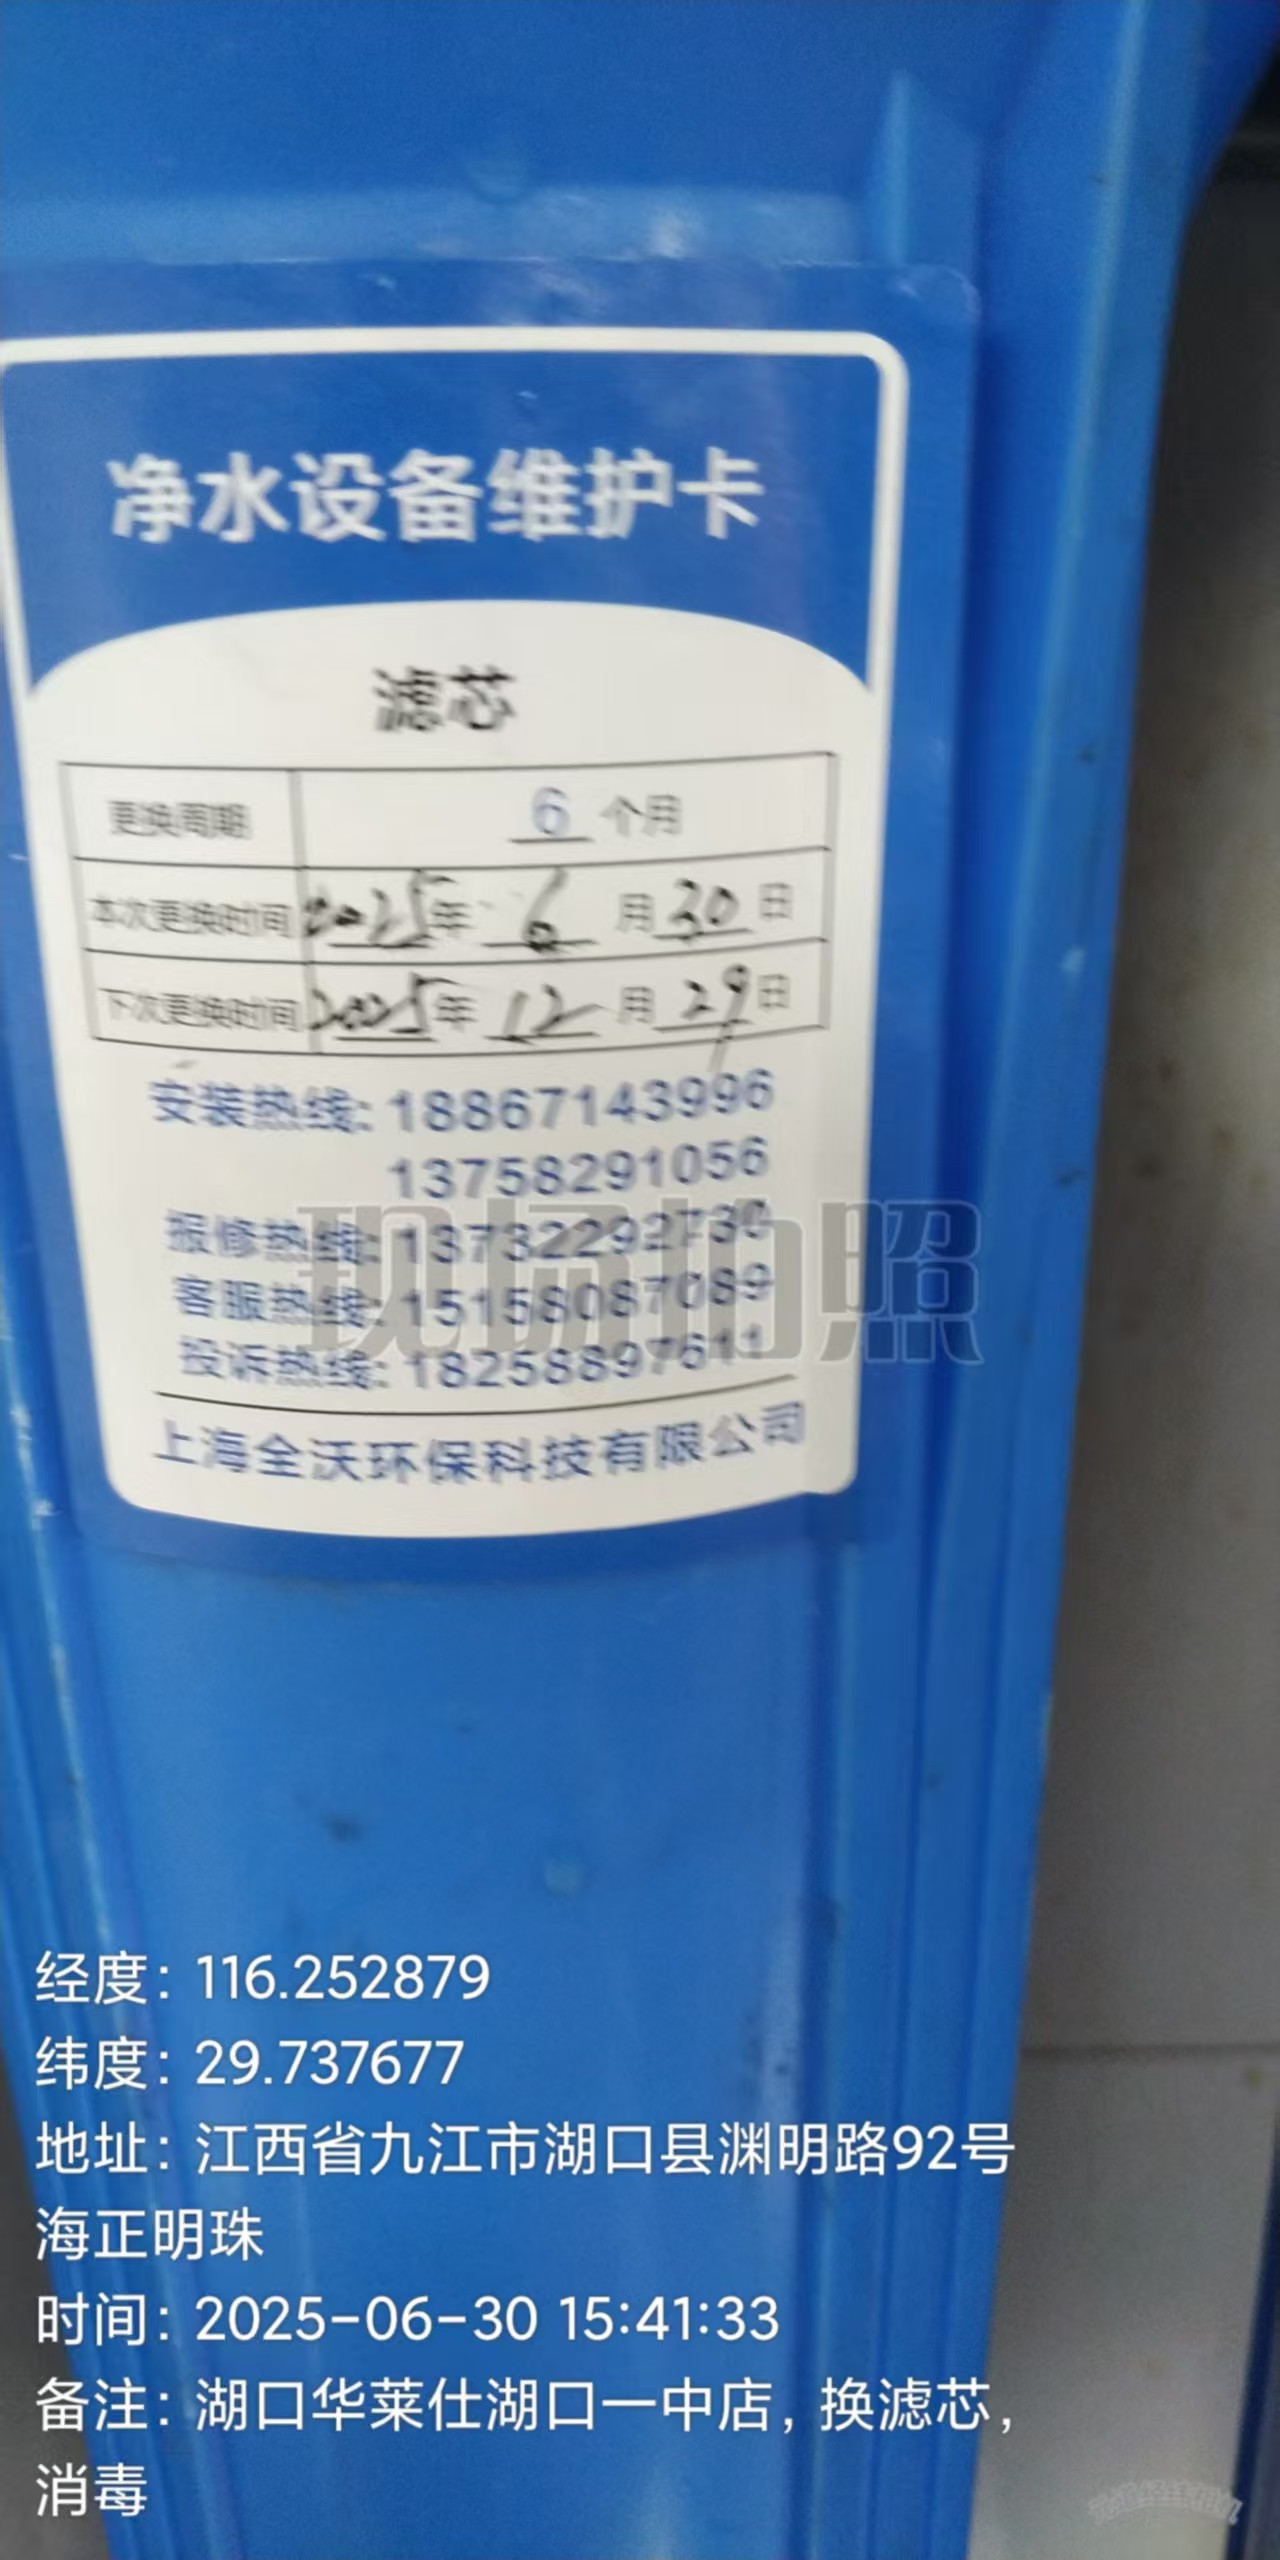 净水设备维护卡
滤芯
更换周期 6 个月
本次更换时间 2025年 6 月 30 日
下次更换时间 2025年 12 月 29 日
安装热线: 18867143996
13758291056
报修热线: 13732292730
客服热线: 15158087089
投诉热线: 18258897611
现场拍照
上海全沃环保科技有限公司
经度：116.252879
纬度：29.737677
地址：江西省九江市湖口县渊明路92号
海正明珠
时间：2025-06-30 15:41:33
备注：湖口华莱仕湖口一中店，换滤芯，
消毒